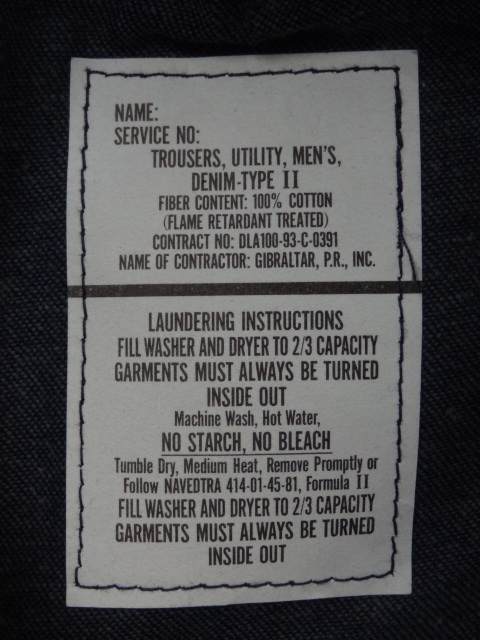 NAME:
SERVICE NO:
TROUSERS, UTILITY, MEN'S,
DENIM-TYPE II
FIBER CONTENT: 100% COTTON
(FLAME RETARDANT TREATED)
CONTRACT NO: DLA100-93-C-0391
NAME OF CONTRACTOR: GIBRALTAR, P.R., INC.
LAUNDERING INSTRUCTIONS
FILL WASHER AND DRYER TO 2/3 CAPACITY
GARMENTS MUST ALWAYS BE TURNED
INSIDE OUT
Machine Wash, Hot Water,
NO STARCH, NO BLEACH
Tumble Dry, Medium Heat, Remove Promptly or
Follow NAVEDTRA 414-01-45-81, Formula II
FILL WASHER AND DRYER TO 2/3 CAPACITY
GARMENTS MUST ALWAYS BE TURNED
INSIDE OUT